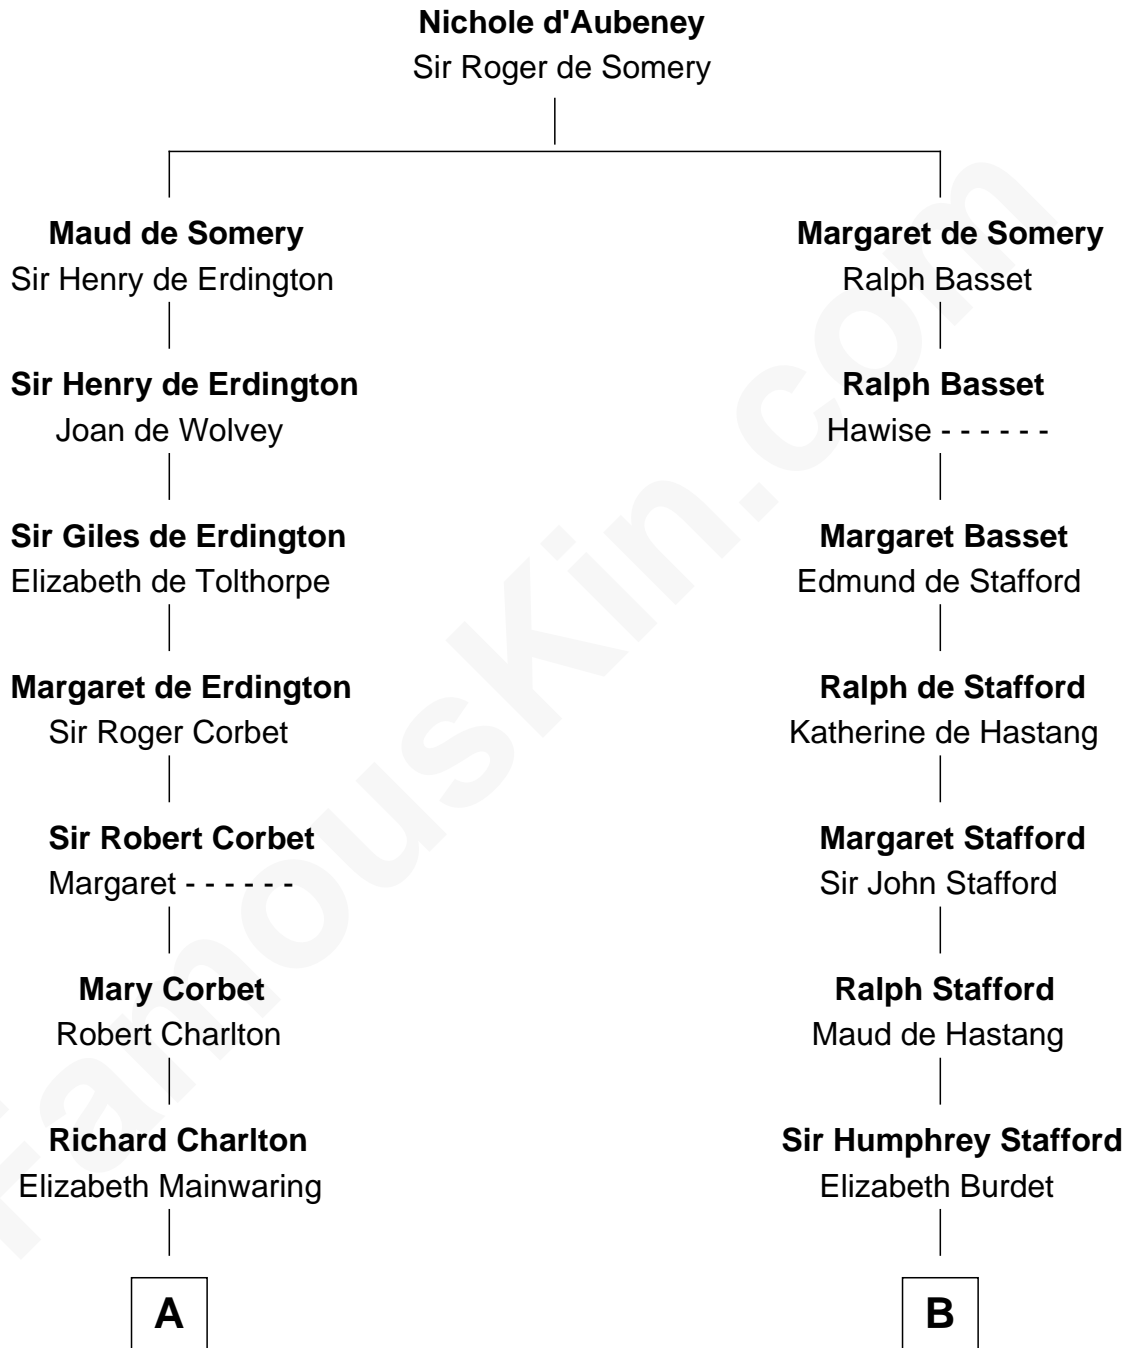 Nichole d'Aubeney
Sir Roger de Somery
Maud de Somery
Sir Henry de Erdington
Sir Henry de Erdington
Joan de Wolvey
Sir Giles de Erdington
Elizabeth de Tolthorpe
Margaret de Erdington
Sir Roger Corbet
Sir Robert Corbet
Margaret - - - - - -
Mary Corbet
Robert Charlton
Richard Charlton
Elizabeth Mainwaring
A
Margaret de Somery
Ralph Basset
Ralph Basset
Hawise - - - - - -
Margaret Basset
Edmund de Stafford
Ralph de Stafford
Katherine de Hastang
Margaret Stafford
Sir John Stafford
Ralph Stafford
Maud de Hastang
Sir Humphrey Stafford
Elizabeth Burdet
B
FamousKin.com